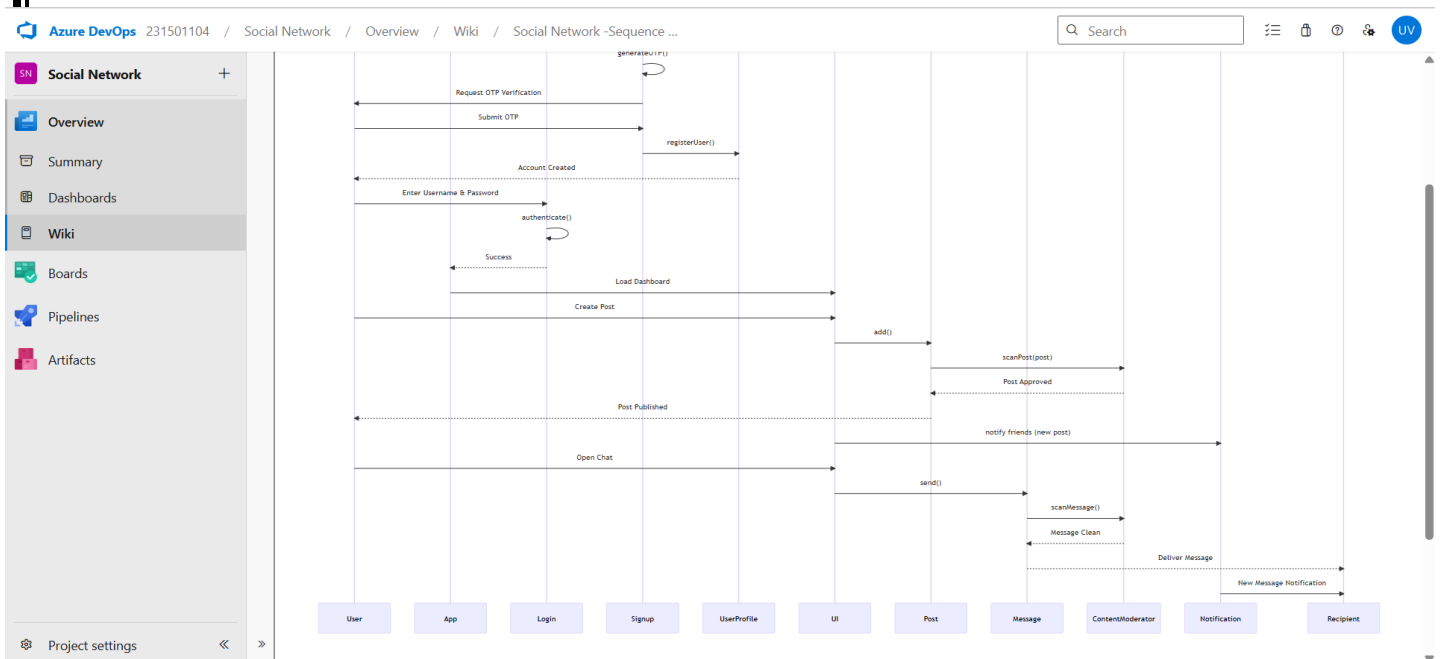 Azure DevOps 231501104 / Social Network / Overview / Wiki / Social Network -Sequence ...
Search
UV
SN Social Network +
Overview
Summary
Dashboards
Wiki
Boards
Pipelines
Artifacts
Project settings
generateOTP()
Request OTP Verification
Submit OTP
registerUser()
Account Created
Enter Username & Password
authenticate()
Success
Load Dashboard
Create Post
add()
scanPost(post)
Post Approved
Post Published
notify friends (new post)
Open Chat
send()
scanMessage()
Message Clean
Deliver Message
New Message Notification
User App Login Signup UserProfile UI Post Message ContentModerator Notification Recipient